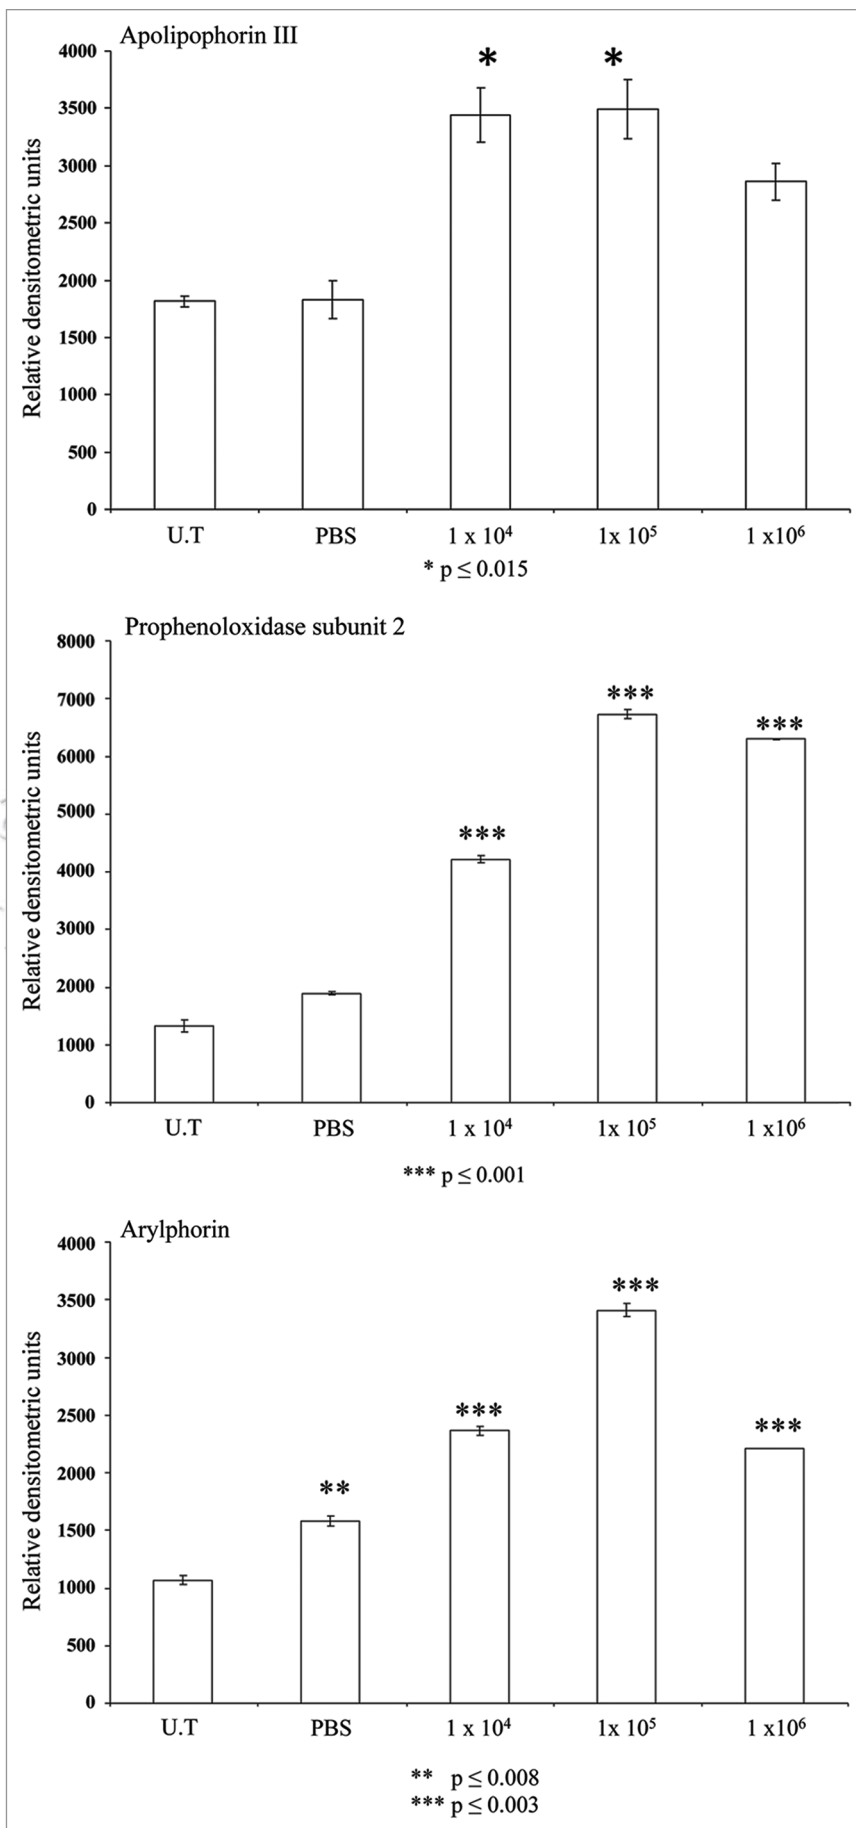 Apolipophorin III
Relative densitometric units
4000
3500
3000
2500
2000
1500
1000
500
0
*
*
U.T PBS 1 x 10⁴ 1x 10⁵ 1 x10⁶
* p ≤ 0.015
Prophenoloxidase subunit 2
Relative densitometric units
8000
7000
6000
5000
4000
3000
2000
1000
0
***
***
***
U.T PBS 1 x 10⁴ 1x 10⁵ 1 x10⁶
*** p ≤ 0.001
Arylphorin
Relative densitometric units
4000
3500
3000
2500
2000
1500
1000
500
0
**
***
***
***
U.T PBS 1 x 10⁴ 1x 10⁵ 1 x10⁶
** p ≤ 0.008
*** p ≤ 0.003